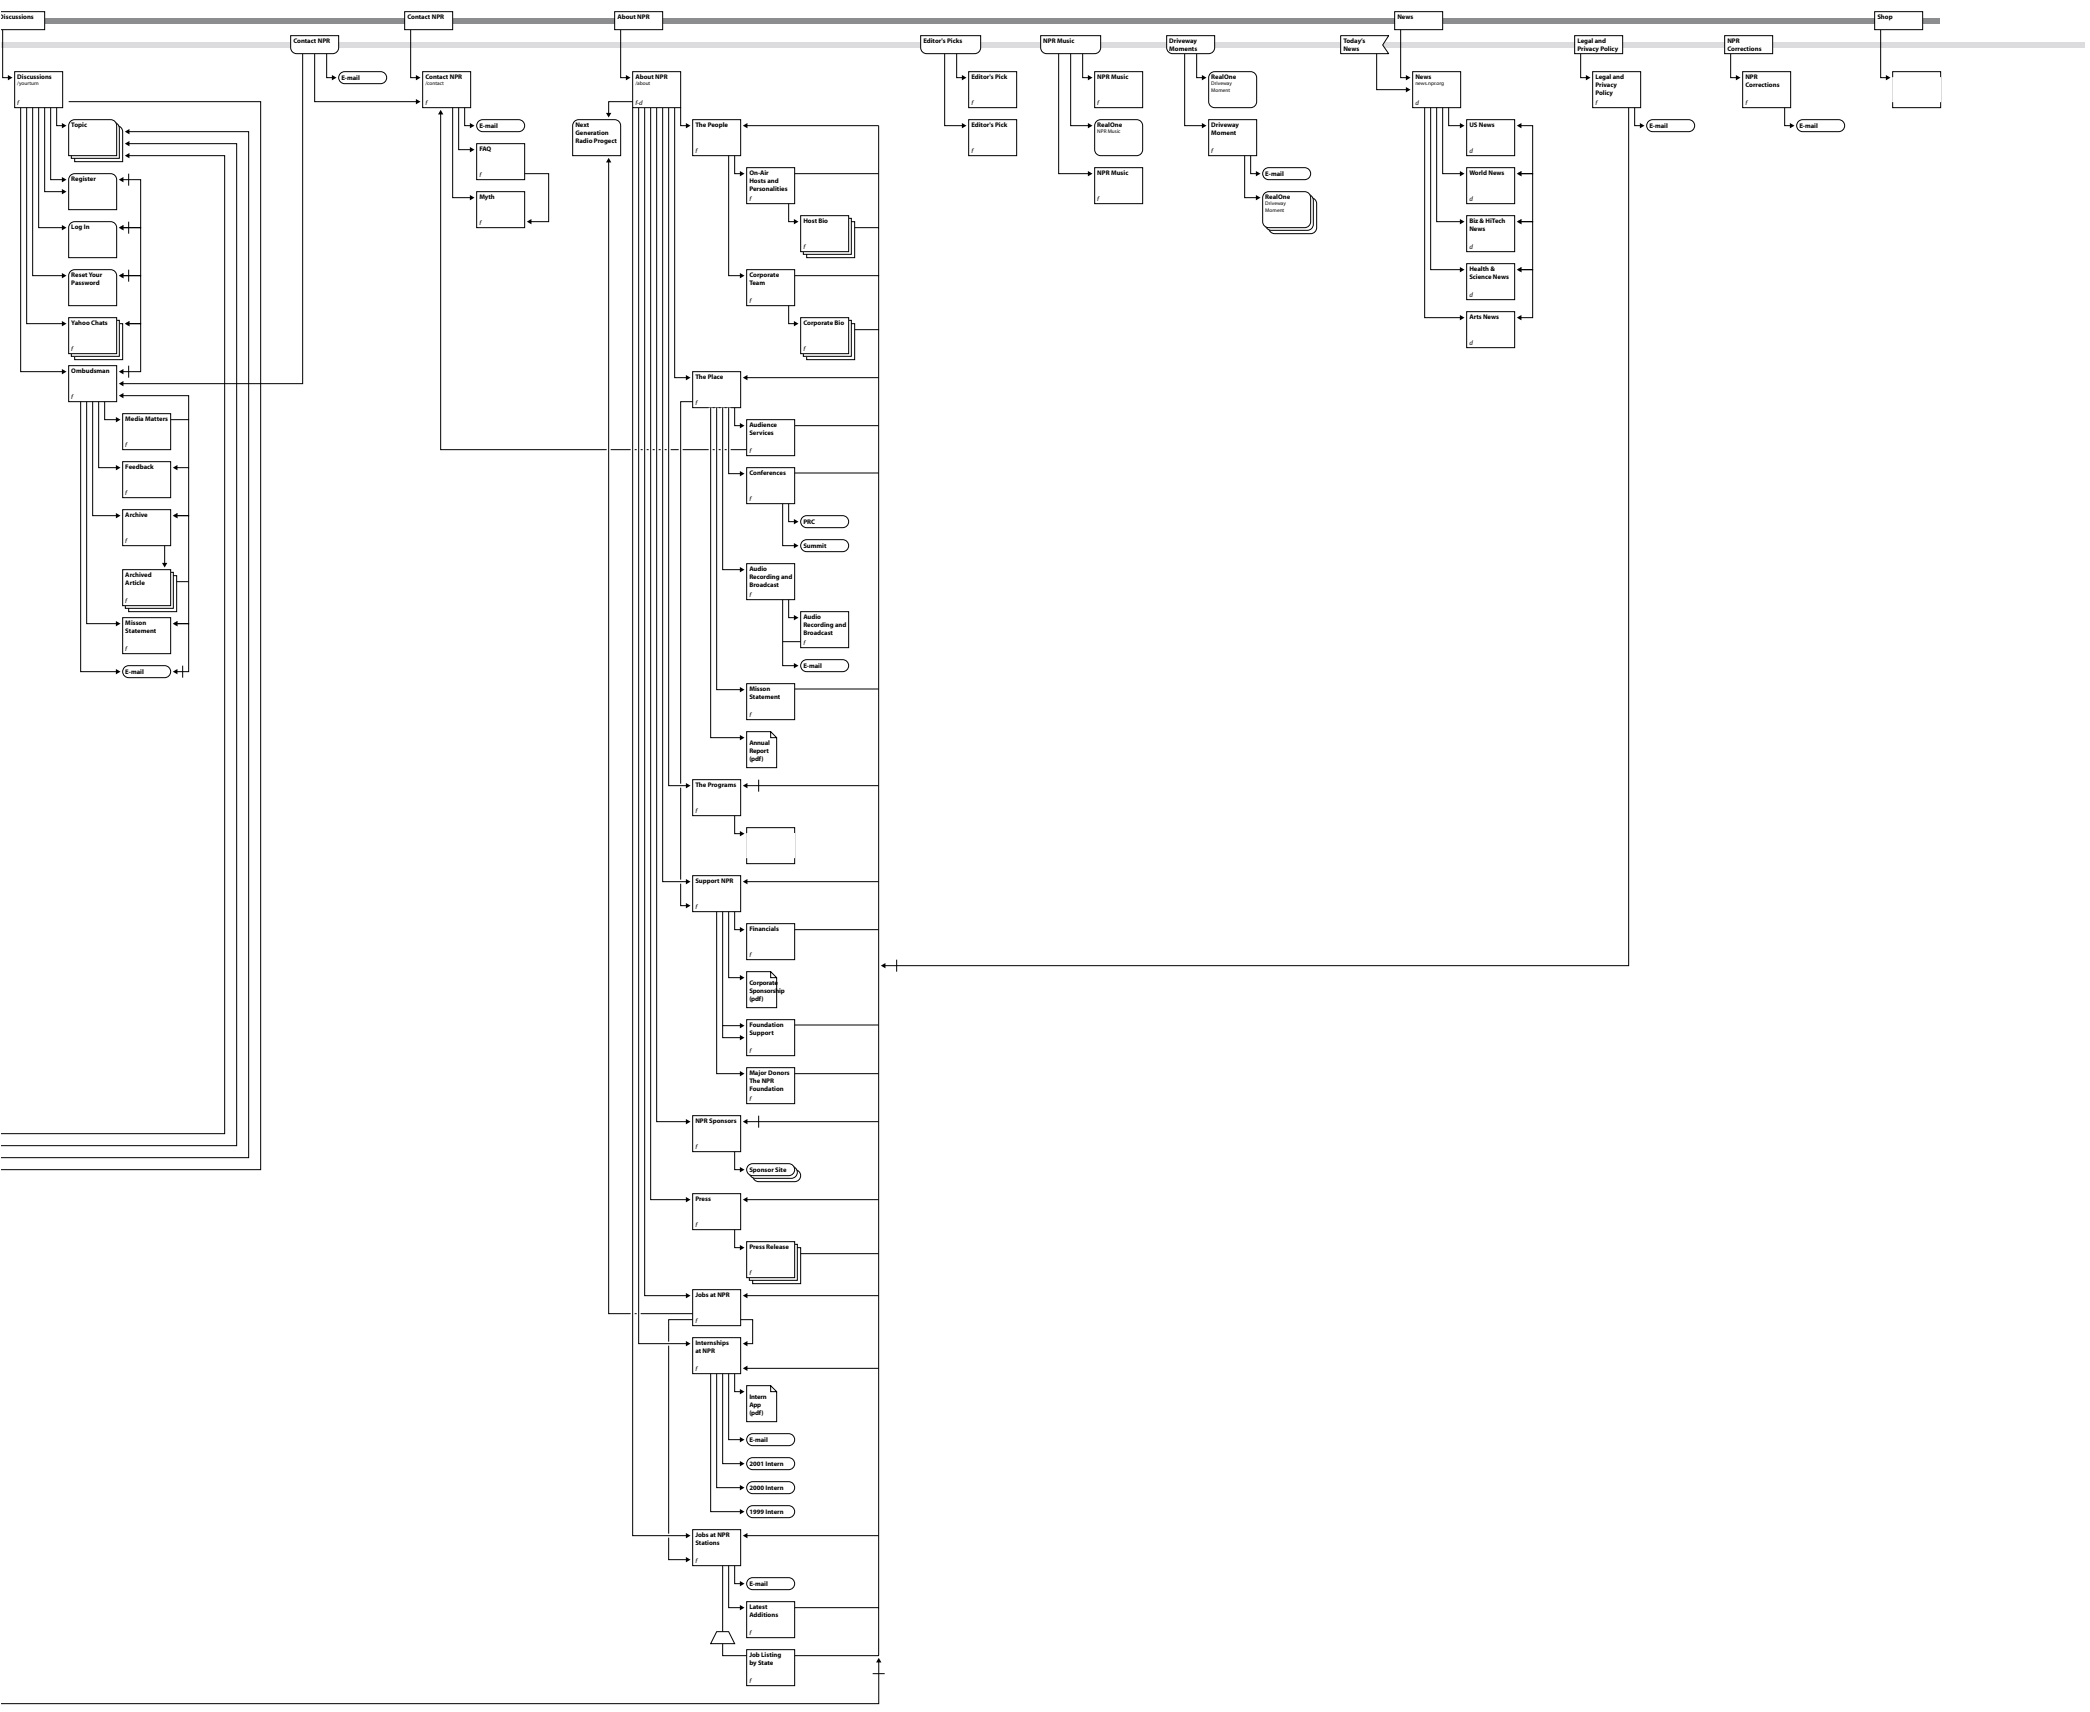 Discussions
Contact NPR
About NPR
News
Shop
Contact NPR
Editor's Picks
NPR Music
Driveway
Moments
Today's
News
Legal and
Privacy Policy
NPR
Corrections
Discussions
/yourturn
f
Topic
Register
Log In
Reset Your
Password
Yahoo Chats
f
Ombudsman
f
Media Matters
f
Feedback
f
Archive
f
Archived
Article
f
Misson
Statement
f
E-mail
E-mail
Contact NPR
/contact
f
E-mail
FAQ
f
Myth
f
About NPR
/about
f-d
Next
Generation
Radio Progect
The People
f
On-Air
Hosts and
Personalities
f
Host Bio
f
Corporate
Team
f
Corporate Bio
f
The Place
f
Audience
Services
f
Conferences
f
PRC
Summit
Audio
Recording and
Broadcast
f
Audio
Recording and
Broadcast
f
E-mail
Misson
Statement
f
Annual
Report
(pdf)
The Programs
f
Support NPR
f
Financials
f
Corporate
Sponsorship
(pdf)
Foundation
Support
f
Major Donors
The NPR
Foundation
f
NPR Sponsors
f
Sponsor Site
Press
f
Press Release
f
Jobs at NPR
f
Internships
at NPR
f
Intern
App
(pdf)
E-mail
2001 Intern
2000 Intern
1999 Intern
Jobs at NPR
Stations
f
E-mail
Latest
Additions
f
Job Listing
by State
f
Editor's Pick
f
Editor's Pick
f
NPR Music
f
RealOne
NPR Music
NPR Music
f
RealOne
Driveway
Moment
Driveway
Moment
f
E-mail
RealOne
Driveway
Moment
News
news.npr.org
d
US News
d
World News
d
Biz & HiTech
News
d
Health &
Science News
d
Arts News
d
Legal and
Privacy
Policy
f
E-mail
NPR
Corrections
f
E-mail